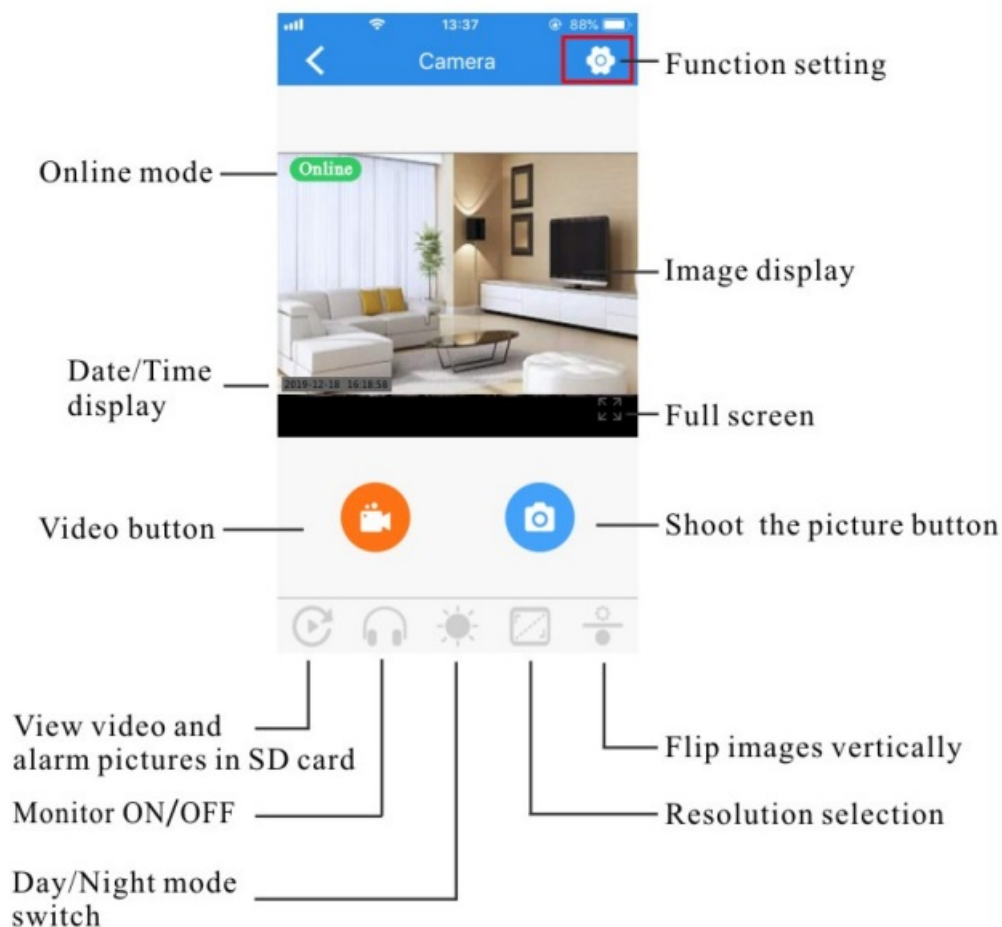 13:37
88%
Camera
Function setting
Online mode
Online
Image display
Date/Time
display
2019-12-18 16:18:58
Full screen
Video button
Shoot the picture button
View video and
alarm pictures in SD card
Flip images vertically
Monitor ON/OFF
Resolution selection
Day/Night mode
switch